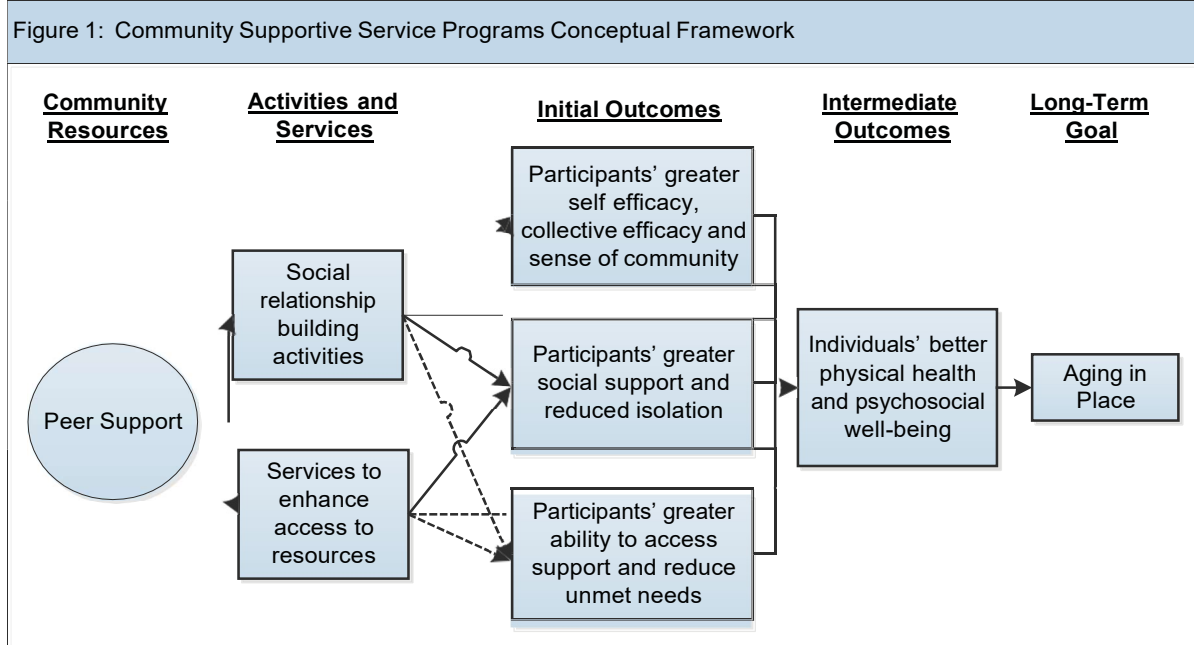 Figure 1: Community Supportive Service Programs Conceptual Framework
Community
Resources
Activities and
Services
Initial Outcomes
Intermediate
Outcomes
Long-Term
Goal
Peer Support
Social
relationship
building
activities
Services to
enhance
access to
resources
Participants’ greater
self efficacy,
collective efficacy and
sense of community
Participants’ greater
social support and
reduced isolation
Participants’ greater
ability to access
support and reduce
unmet needs
Individuals’ better
physical health
and psychosocial
well-being
Aging in
Place